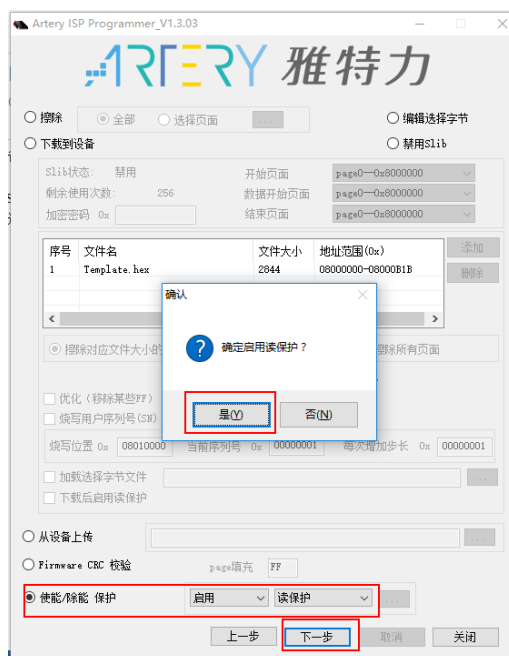 Artery ISP Programmer_V1.3.03
ARTERY 雅特力
擦除 全部 选择页面 ... 编辑选择字节
下载到设备 禁用Slib
Slib状态: 禁用 开始页面 page0—0x8000000
剩余使用次数: 256 数据开始页面 page0—0x8000000
加密密码 0x 结束页面 page0—0x8000000
序号 文件名 文件大小 地址范围(0x) 添加
1 Template.hex 2844 08000000-08000B1B 删除
确认
确定启用读保护？
是(Y) 否(N)
擦除对应文件大小的 擦除所有页面
优化（移除某些FF）
烧写用户序列号(SN)
烧写位置 0x 08010000 当前序列号 0x 00000001 每次增加步长 0x 00000001
加载选择字节文件 ...
下载后启用读保护
从设备上传 ...
Firmware CRC 校验 page填充 FF
使能/除能 保护 启用 读保护 ...
上一步 下一步 取消 关闭